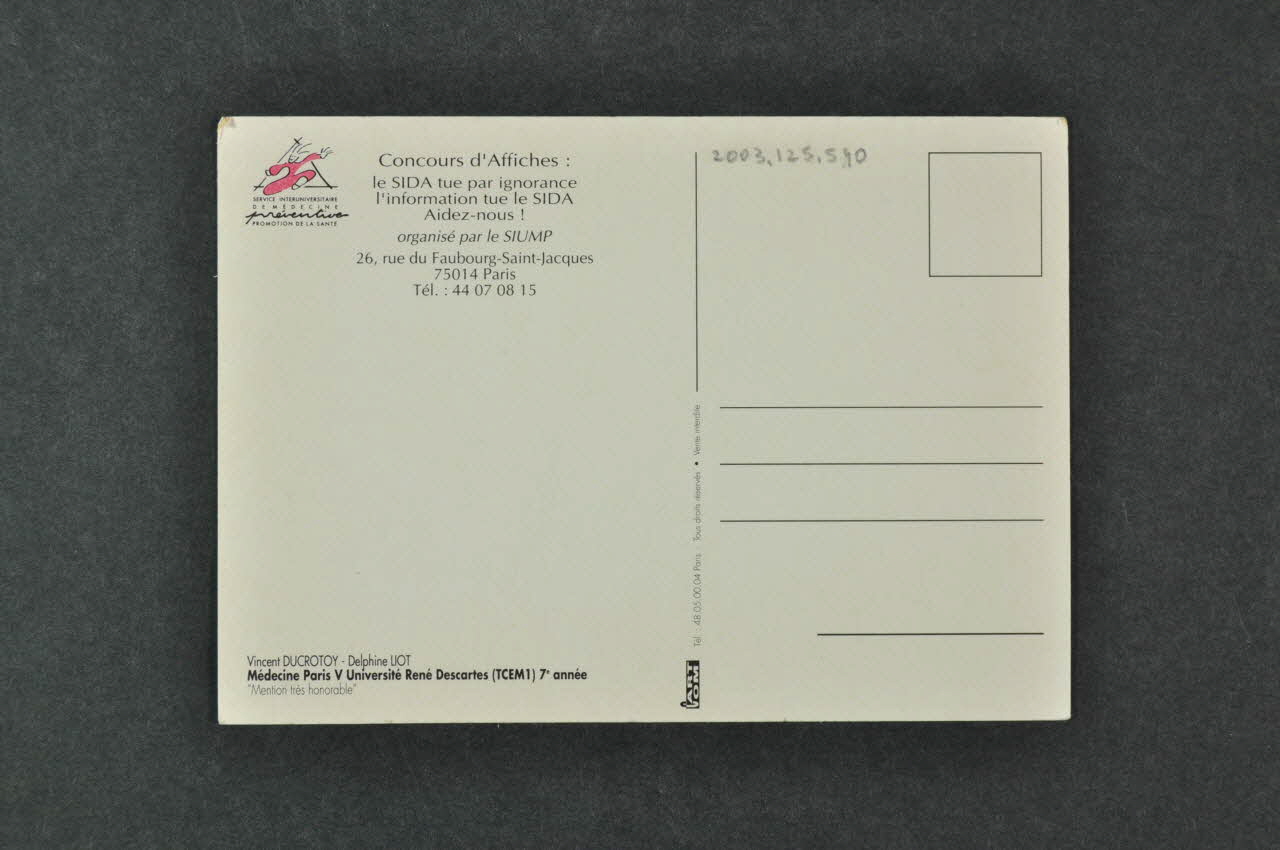 SERVICE INTERUNIVERSITAIRE
DE MÉDECINE
préventive
PROMOTION DE LA SANTÉ
Concours d'Affiches :
le SIDA tue par ignorance
l'information tue le SIDA
Aidez-nous !
organisé par le SIUMP
26, rue du Faubourg-Saint-Jacques
75014 Paris
Tél. : 44 07 08 15
Vincent DUCROTOY - Delphine LIOT
Médecine Paris V Université René Descartes (TCEM1) 7e année
"Mention très honorable"
L'ART
TOM
Tél : 48.05.00.04 Paris Tous droits réservés • Vente interdite
2003.125.590